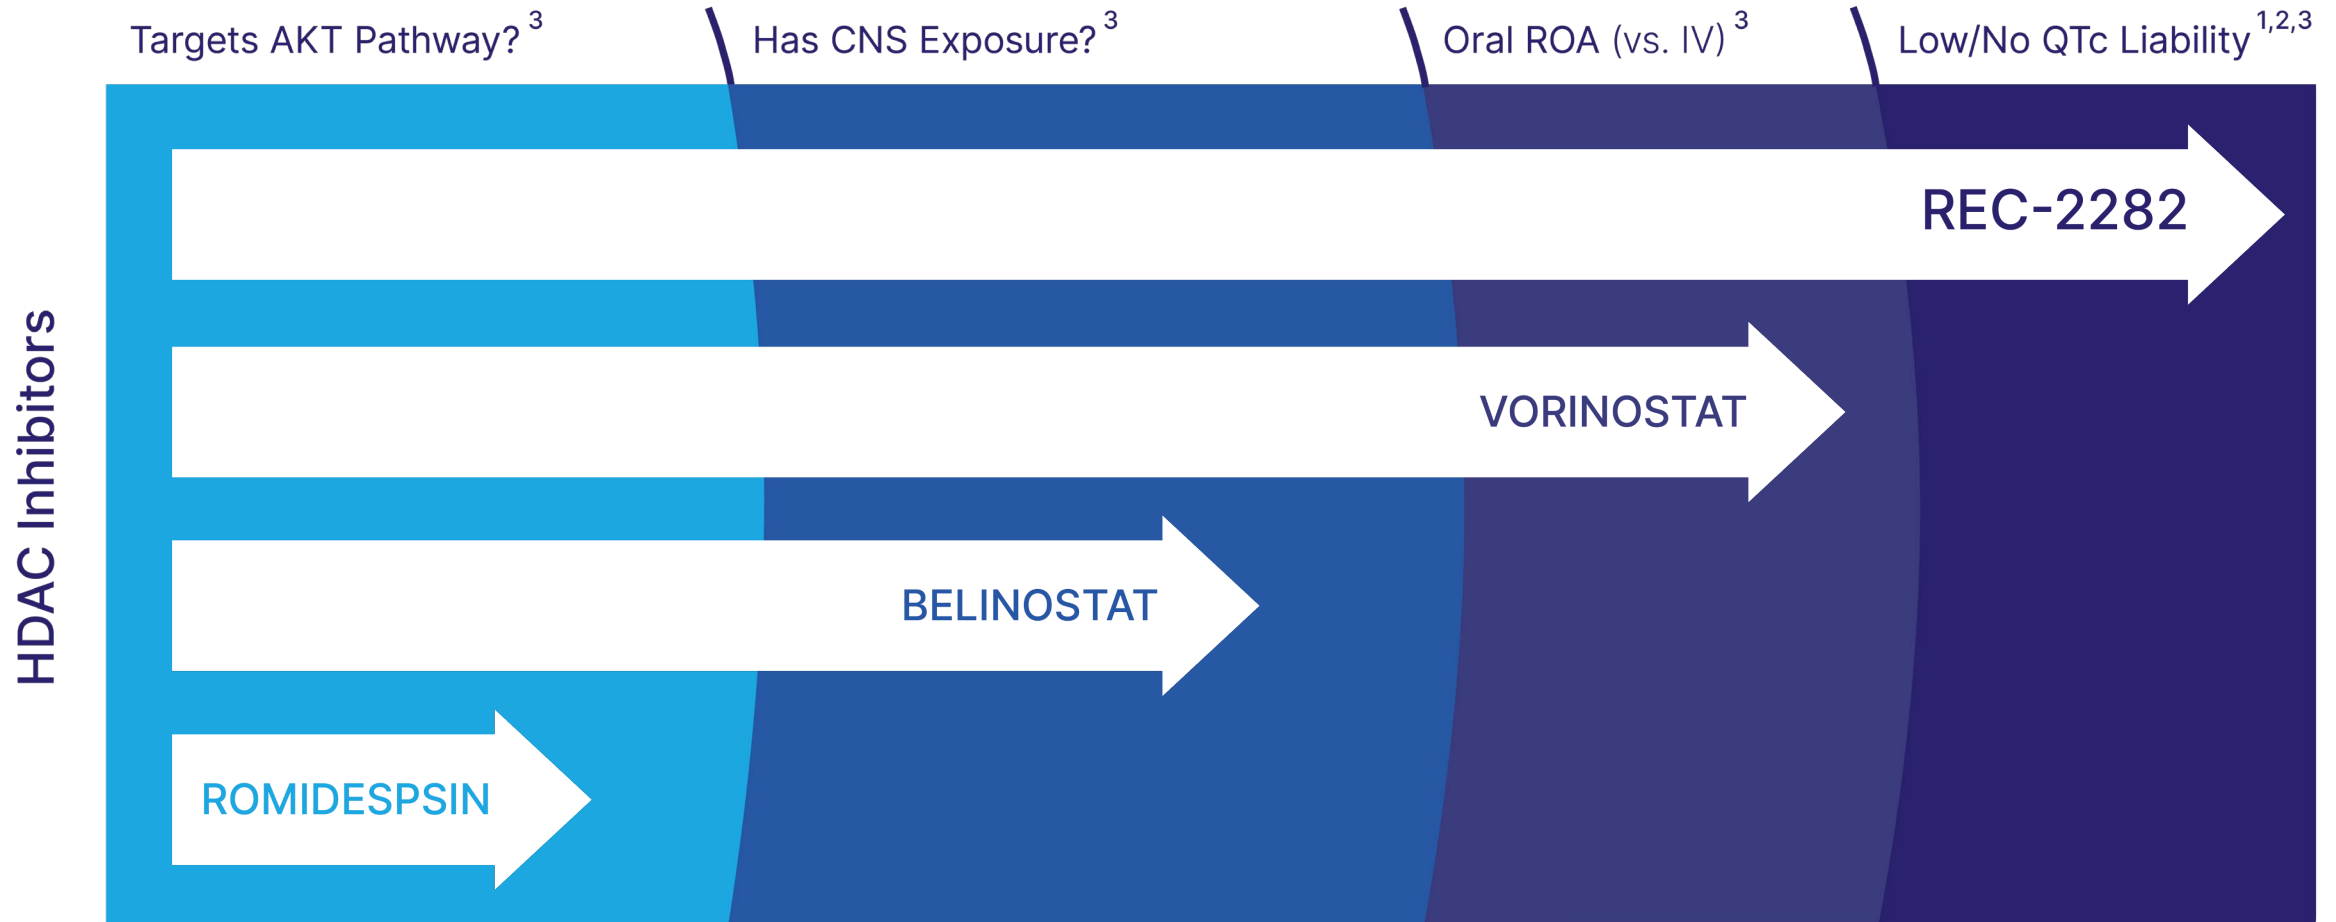 Targets AKT Pathway? 3
Has CNS Exposure? 3
Oral ROA (vs. IV) 3
Low/No QTc Liability 1,2,3
HDAC Inhibitors
REC-2282
VORINOSTAT
BELINOSTAT
ROMIDESPSIN